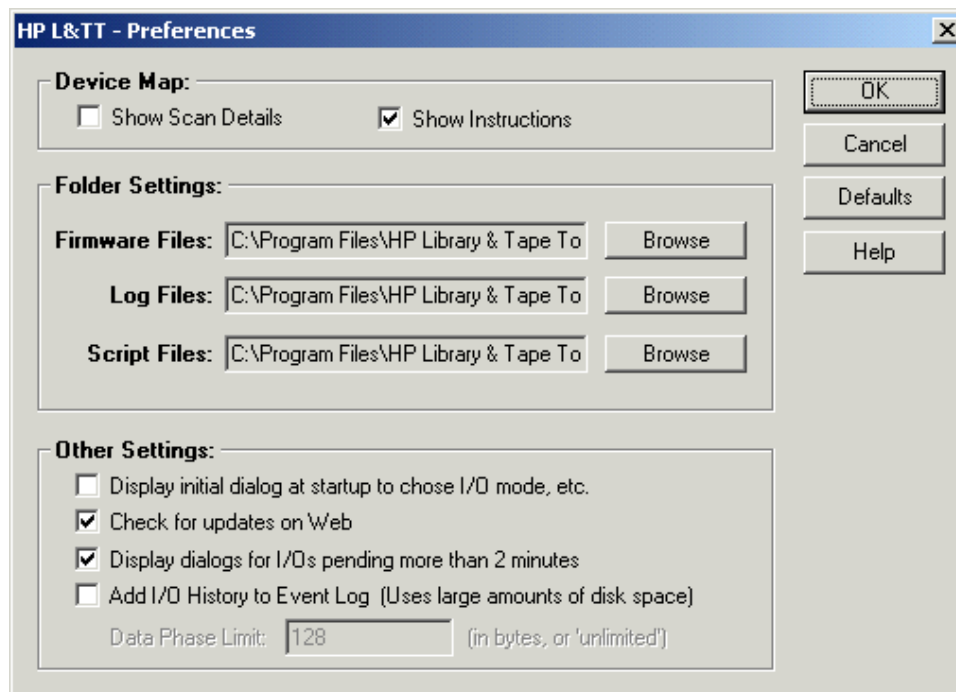 HP L&TT - Preferences
Device Map:
Show Scan Details
Show Instructions
OK
Cancel
Defaults
Help
Folder Settings:
Firmware Files: C:\Program Files\HP Library & Tape To Browse
Log Files: C:\Program Files\HP Library & Tape To Browse
Script Files: C:\Program Files\HP Library & Tape To Browse
Other Settings:
Display initial dialog at startup to chose I/O mode, etc.
Check for updates on Web
Display dialogs for I/Os pending more than 2 minutes
Add I/O History to Event Log (Uses large amounts of disk space)
Data Phase Limit: 128 (in bytes, or 'unlimited')